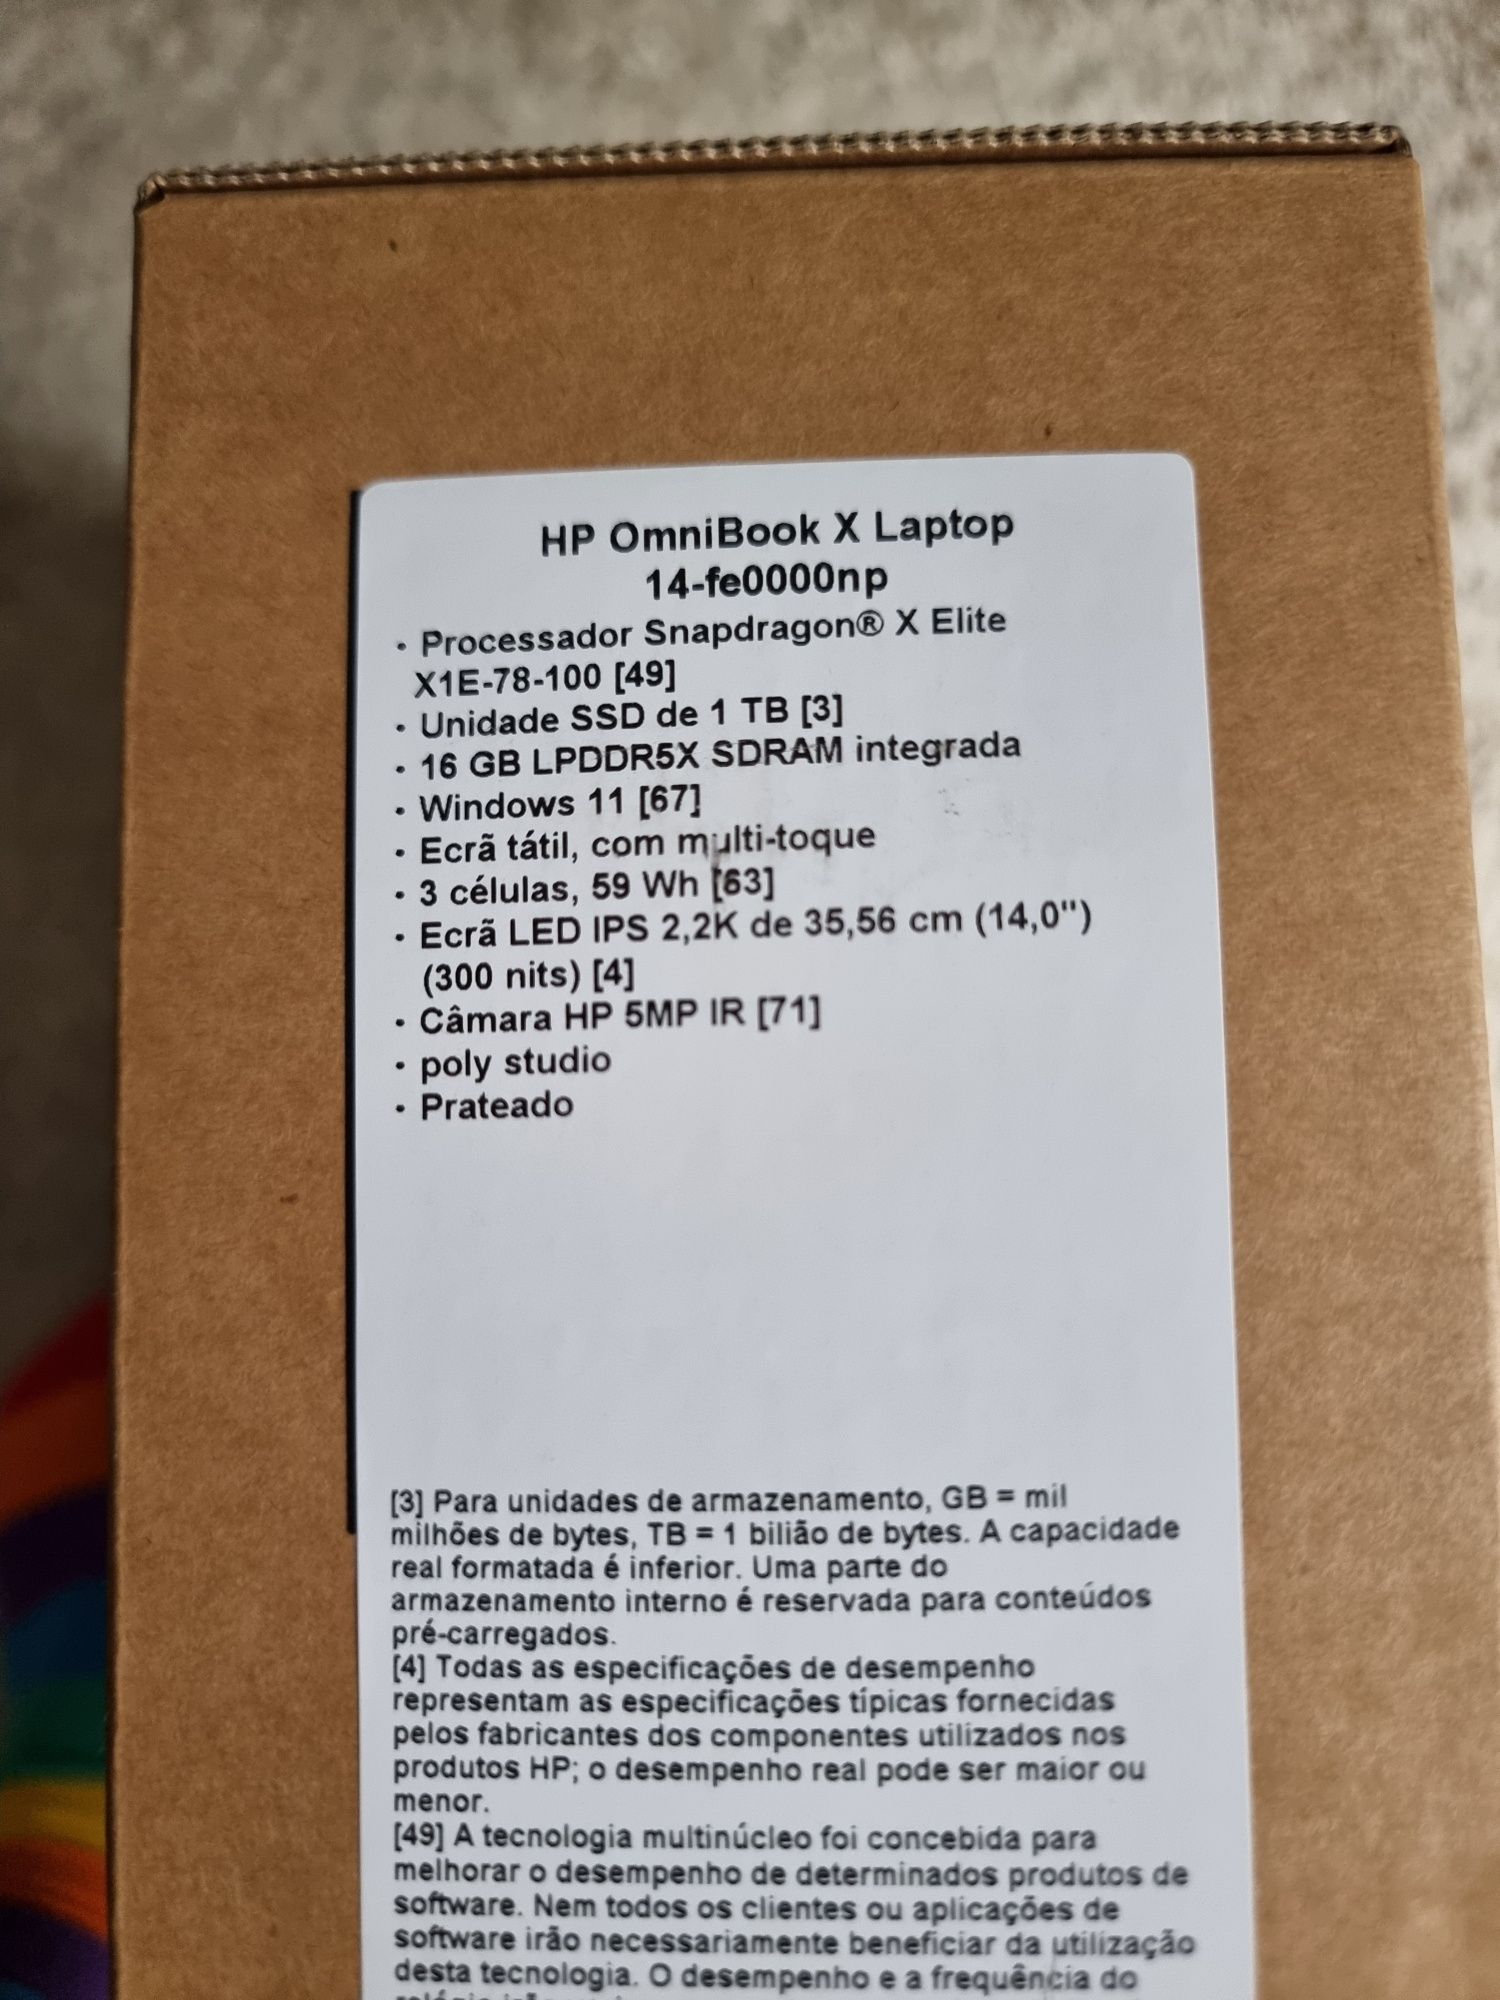 HP OmniBook X Laptop
14-fe0000np
· Processador Snapdragon® X Elite
X1E-78-100 [49]
· Unidade SSD de 1 TB [3]
· 16 GB LPDDR5X SDRAM integrada
· Windows 11 [67]
· Ecrã tátil, com multi-toque
· 3 células, 59 Wh [63]
· Ecrã LED IPS 2,2K de 35,56 cm (14,0")
(300 nits) [4]
· Câmara HP 5MP IR [71]
· poly studio
· Prateado
[3] Para unidades de armazenamento, GB = mil
milhões de bytes, TB = 1 bilião de bytes. A capacidade
real formatada é inferior. Uma parte do
armazenamento interno é reservada para conteúdos
pré-carregados.
[4] Todas as especificações de desempenho
representam as especificações típicas fornecidas
pelos fabricantes dos componentes utilizados nos
produtos HP; o desempenho real pode ser maior ou
menor.
[49] A tecnologia multinúcleo foi concebida para
melhorar o desempenho de determinados produtos de
software. Nem todos os clientes ou aplicações de
software irão necessariamente beneficiar da utilização
desta tecnologia. O desempenho e a frequência do